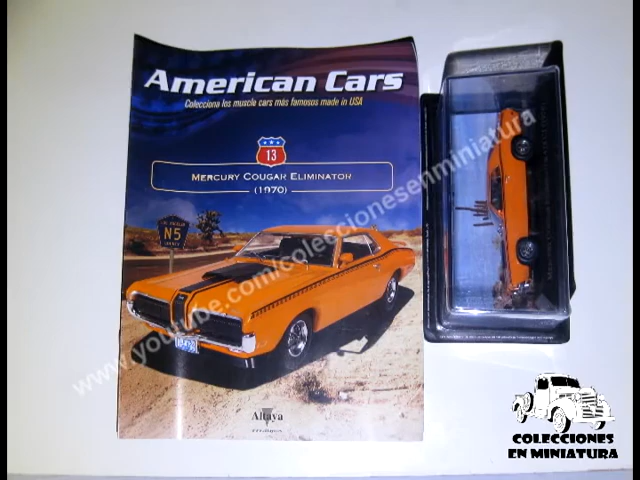 American Cars
Colecciona los muscle cars más famosos made in USA
13
MERCURY COUGAR ELIMINATOR
(1970)
N5
www.youtube.com/coleccionesenminiatura
Altaya
COLECCIONES
EN MINIATURA